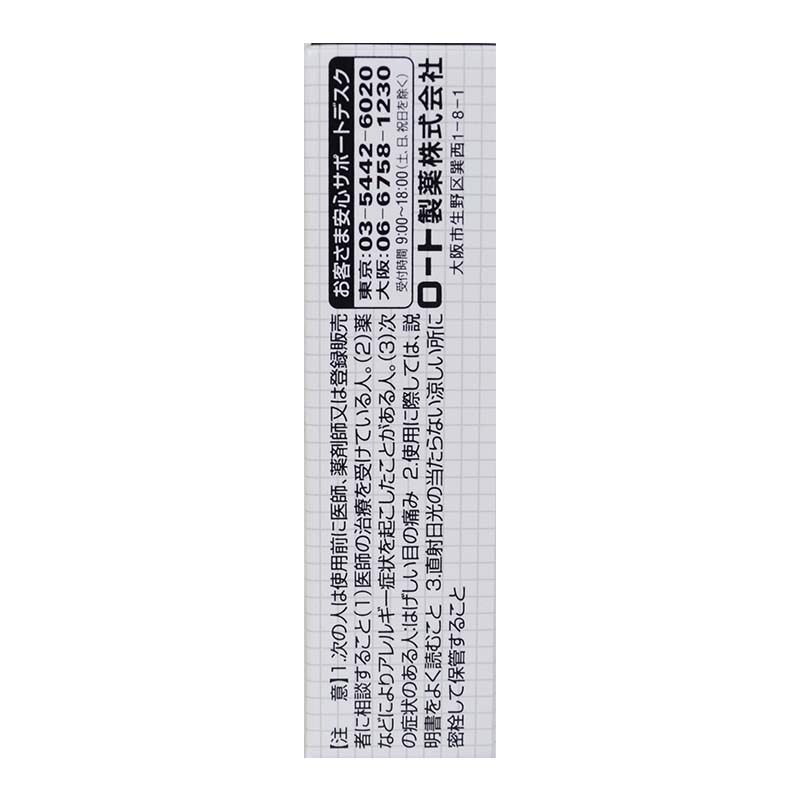 【注　意】1.次の人は使用前に医師、薬剤師又は登録販売
者に相談すること(1)医師の治療を受けている人。(2)薬
などによりアレルギー症状を起こしたことがある人。(3)次
の症状のある人:はげしい目の痛み 2.使用に際しては、説
明書をよく読むこと 3.直射日光の当たらない涼しい所に
密栓して保管すること
お客さま安心サポートデスク
東京:03-5442-6020
大阪:06-6758-1230
受付時間 9:00~18:00(土、日、祝日を除く)
ロート製薬株式会社
大阪市生野区巽西1-8-1